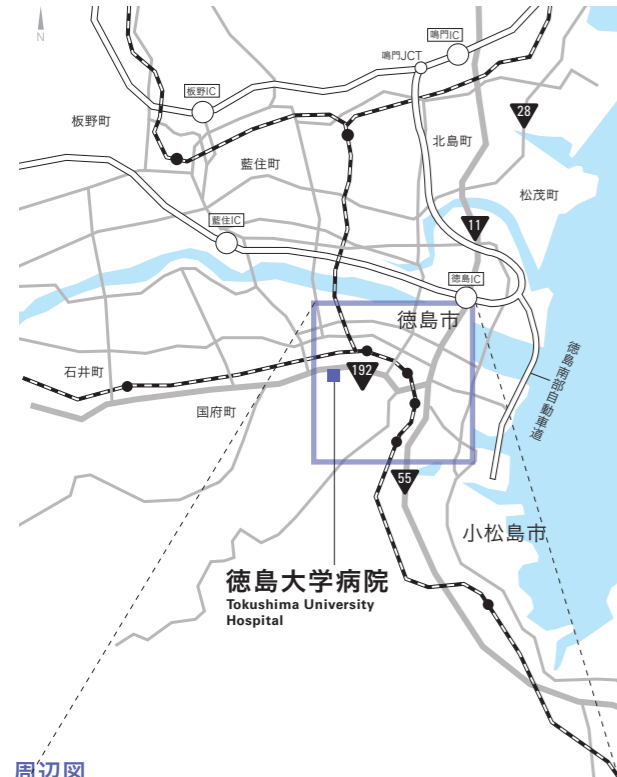 N
鳴門IC
鳴門JCT
板野IC
28
板野町
北島町
藍住町
松茂町
11
藍住IC
徳島IC
徳島市
徳島南部自動車道
石井町
192
国府町
55
小松島市
徳島大学病院
Tokushima University
Hospital
周辺図